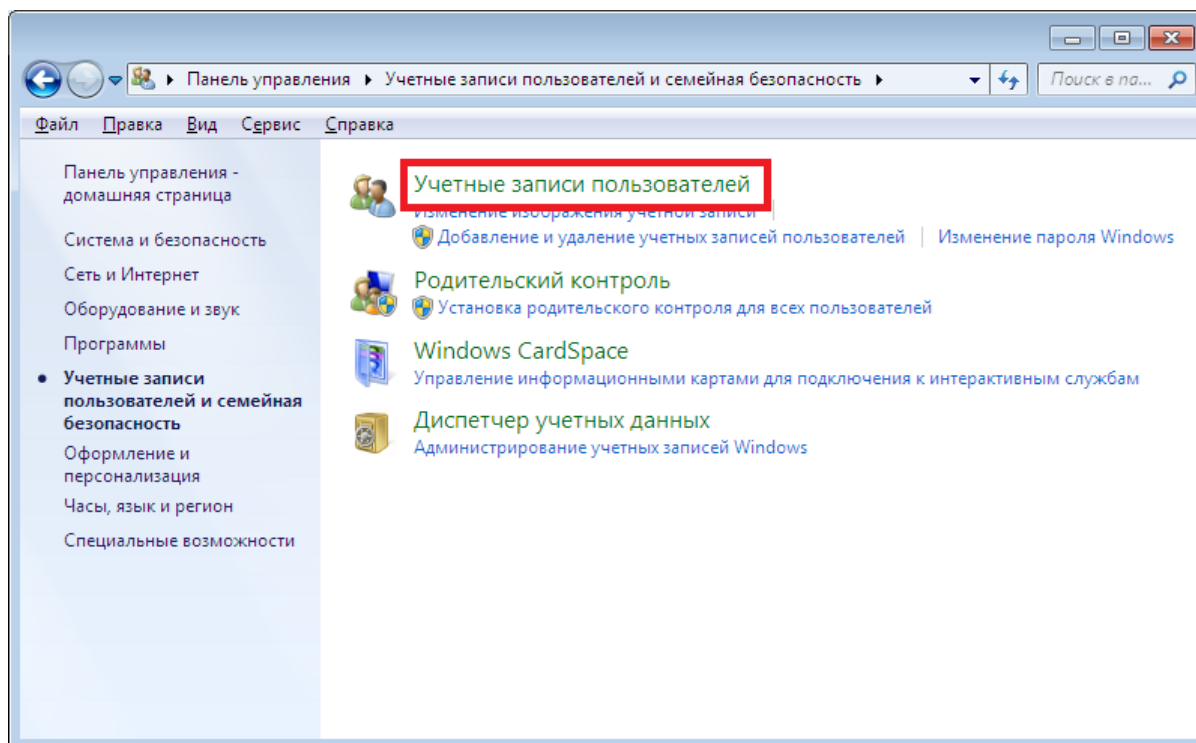 Панель управления ▸ Учетные записи пользователей и семейная безопасность ▸
Поиск в па...
Файл Правка Вид Сервис Справка
Панель управления -
домашняя страница
Система и безопасность
Сеть и Интернет
Оборудование и звук
Программы
Учетные записи
пользователей и семейная
безопасность
Оформление и
персонализация
Часы, язык и регион
Специальные возможности
Учетные записи пользователей
Изменение изображения учетной записи
Добавление и удаление учетных записей пользователей Изменение пароля Windows
Родительский контроль
Установка родительского контроля для всех пользователей
Windows CardSpace
Управление информационными картами для подключения к интерактивным службам
Диспетчер учетных данных
Администрирование учетных записей Windows